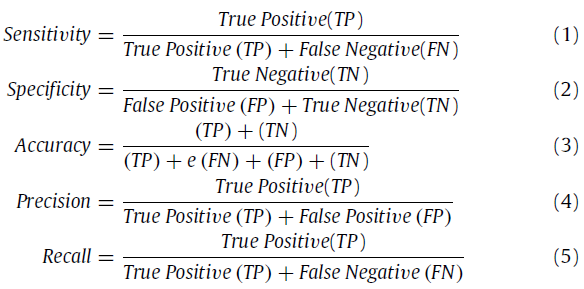 Sensitivity = True Positive(TP) / True Positive (TP) + False Negative(FN) (1)
Specificity = True Negative(TN) / False Positive (FP) + True Negative(TN) (2)
Accuracy = (TP) + (TN) / (TP) + e (FN) + (FP) + (TN) (3)
Precision = True Positive(TP) / True Positive (TP) + False Positive (FP) (4)
Recall = True Positive(TP) / True Positive (TP) + False Negative (FN) (5)